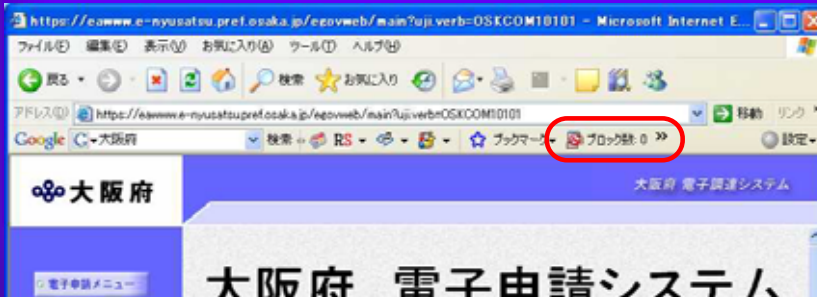 https://eawww.e-nyusatsu.pref.osaka.jp/egovweb/main?uji.verb=OSKCOM10101 - Microsoft Internet E...
ファイル(F) 編集(E) 表示(V) お気に入り(A) ツール(T) ヘルプ(H)
戻る 検索 お気に入り
アドレス(D) https://eawww.e-nyusatsu.pref.osaka.jp/egovweb/main?uji.verb=OSKCOM10101 移動 リンク »
Google G 大阪府 検索 RS ブックマーク ブロック数: 0 » 設定
大阪府 大阪府 電子調達システム
電子申請メニュー 大阪府 電子申請システム